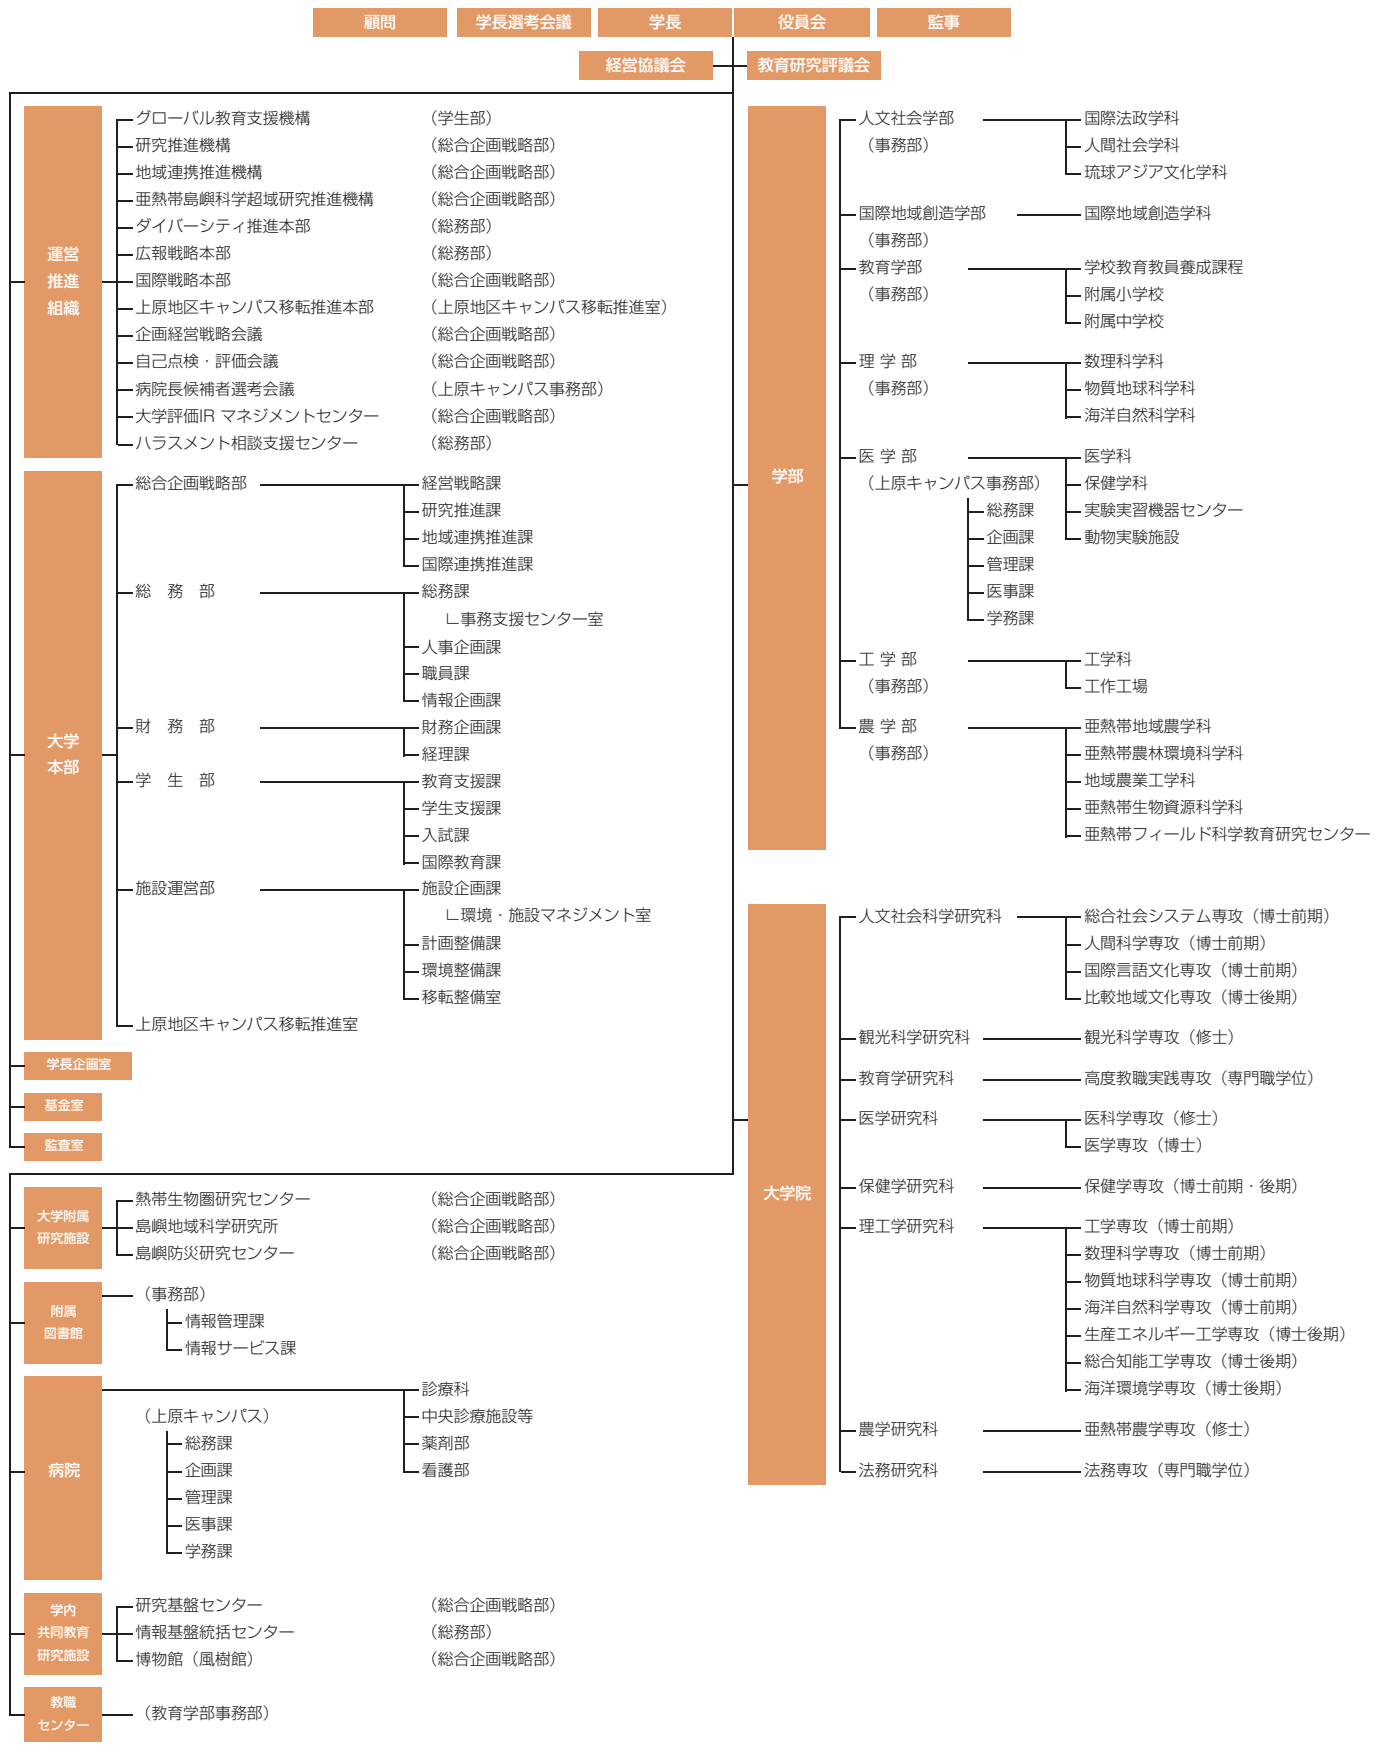 顧問
学長選考会議
学長
役員会
監事
経営協議会
教育研究評議会
運営
推進
組織
グローバル教育支援機構 （学生部）
研究推進機構 （総合企画戦略部）
地域連携推進機構 （総合企画戦略部）
亜熱帯島嶼科学超域研究推進機構 （総合企画戦略部）
ダイバーシティ推進本部 （総務部）
広報戦略本部 （総務部）
国際戦略本部 （総合企画戦略部）
上原地区キャンパス移転推進本部 （上原地区キャンパス移転推進室）
企画経営戦略会議 （総合企画戦略部）
自己点検・評価会議 （総合企画戦略部）
病院長候補者選考会議 （上原キャンパス事務部）
大学評価IR マネジメントセンター （総合企画戦略部）
ハラスメント相談支援センター （総務部）
大学
本部
総合企画戦略部 経営戦略課
研究推進課
地域連携推進課
国際連携推進課
総　務　部 総務課
∟事務支援センター室
人事企画課
職員課
情報企画課
財　務　部 財務企画課
経理課
学　生　部 教育支援課
学生支援課
入試課
国際教育課
施設運営部 施設企画課
∟環境・施設マネジメント室
計画整備課
環境整備課
移転整備室
上原地区キャンパス移転推進室
学長企画室
基金室
監査室
大学附属
研究施設
熱帯生物圏研究センター （総合企画戦略部）
島嶼地域科学研究所 （総合企画戦略部）
島嶼防災研究センター （総合企画戦略部）
附属
図書館
（事務部）
情報管理課
情報サービス課
病院
診療科
（上原キャンパス） 中央診療施設等
総務課 薬剤部
企画課 看護部
管理課
医事課
学務課
学内
共同教育
研究施設
研究基盤センター （総合企画戦略部）
情報基盤統括センター （総務部）
博物館（風樹館） （総合企画戦略部）
教職
センター
（教育学部事務部）
学部
人文社会学部 国際法政学科
（事務部） 人間社会学科
琉球アジア文化学科
国際地域創造学部 国際地域創造学科
（事務部）
教育学部 学校教育教員養成課程
（事務部） 附属小学校
附属中学校
理 学 部 数理科学科
（事務部） 物質地球科学科
海洋自然科学科
医 学 部 医学科
（上原キャンパス事務部） 保健学科
総務課 実験実習機器センター
企画課 動物実験施設
管理課
医事課
学務課
工 学 部 工学科
（事務部） 工作工場
農 学 部 亜熱帯地域農学科
（事務部） 亜熱帯農林環境科学科
地域農業工学科
亜熱帯生物資源科学科
亜熱帯フィールド科学教育研究センター
大学院
人文社会科学研究科 総合社会システム専攻（博士前期）
人間科学専攻（博士前期）
国際言語文化専攻（博士前期）
比較地域文化専攻（博士後期）
観光科学研究科 観光科学専攻（修士）
教育学研究科 高度教職実践専攻（専門職学位）
医学研究科 医科学専攻（修士）
医学専攻（博士）
保健学研究科 保健学専攻（博士前期・後期）
理工学研究科 工学専攻（博士前期）
数理科学専攻（博士前期）
物質地球科学専攻（博士前期）
海洋自然科学専攻（博士前期）
生産エネルギー工学専攻（博士後期）
総合知能工学専攻（博士後期）
海洋環境学専攻（博士後期）
農学研究科 亜熱帯農学専攻（修士）
法務研究科 法務専攻（専門職学位）